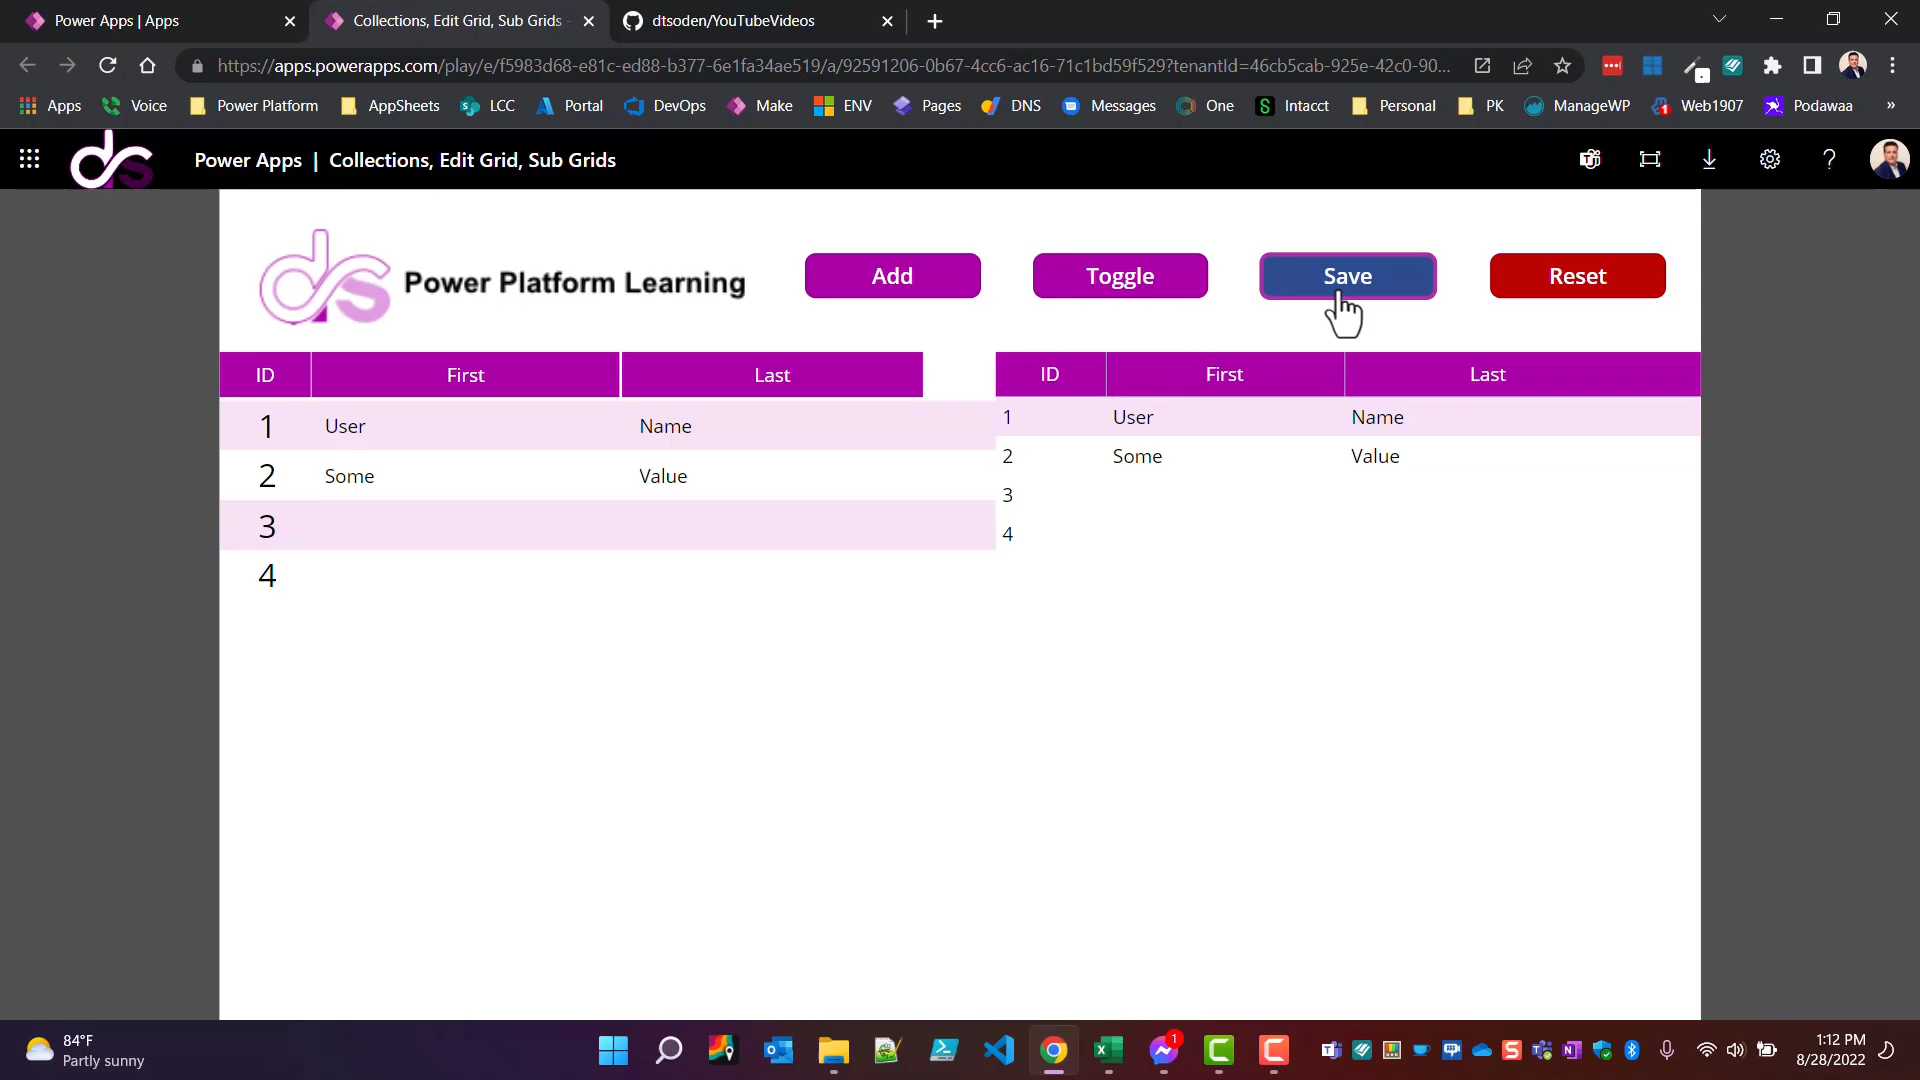 Power Apps | Apps
Collections, Edit Grid, Sub Grids
dtsoden/YouTubeVideos
https://apps.powerapps.com/play/e/f5983d68-e81c-ed88-b377-6e1fa34ae519/a/92591206-0b67-4cc6-ac16-71c1bd59f529?tenantId=46cb5cab-925e-42c0-90...
Apps Voice Power Platform AppSheets LCC Portal DevOps Make ENV Pages DNS Messages One Intacct Personal PK ManageWP Web1907 Podawaa »
ds Power Apps | Collections, Edit Grid, Sub Grids
ds Power Platform Learning
Add Toggle Save Reset
ID First Last
1 User Name
2 Some Value
3
4
ID First Last
1 User Name
2 Some Value
3
4
84°F
Partly sunny
1
1:12 PM
8/28/2022